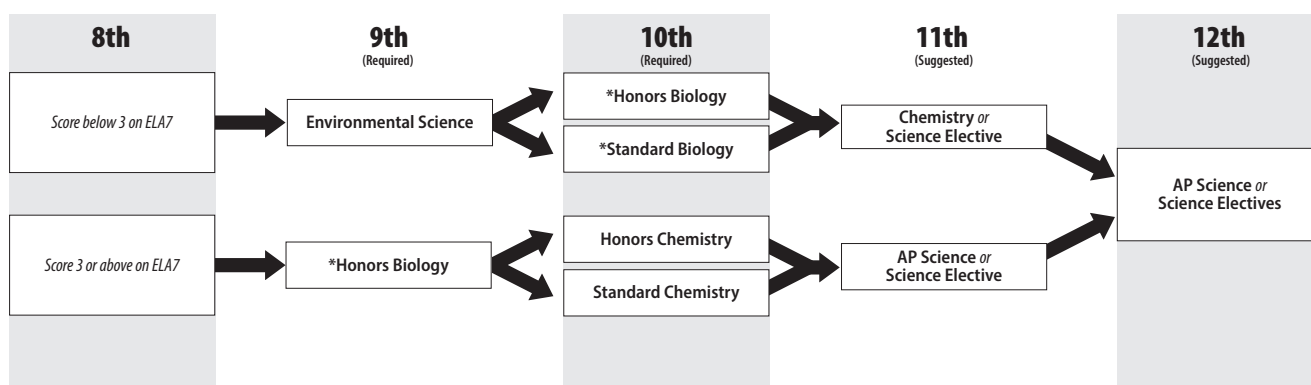 8th
9th
(Required)
10th
(Required)
11th
(Suggested)
12th
(Suggested)
Score below 3 on ELA7
Environmental Science
*Honors Biology
*Standard Biology
Chemistry or
Science Elective
AP Science or
Science Electives
Score 3 or above on ELA7
*Honors Biology
Honors Chemistry
Standard Chemistry
AP Science or
Science Elective